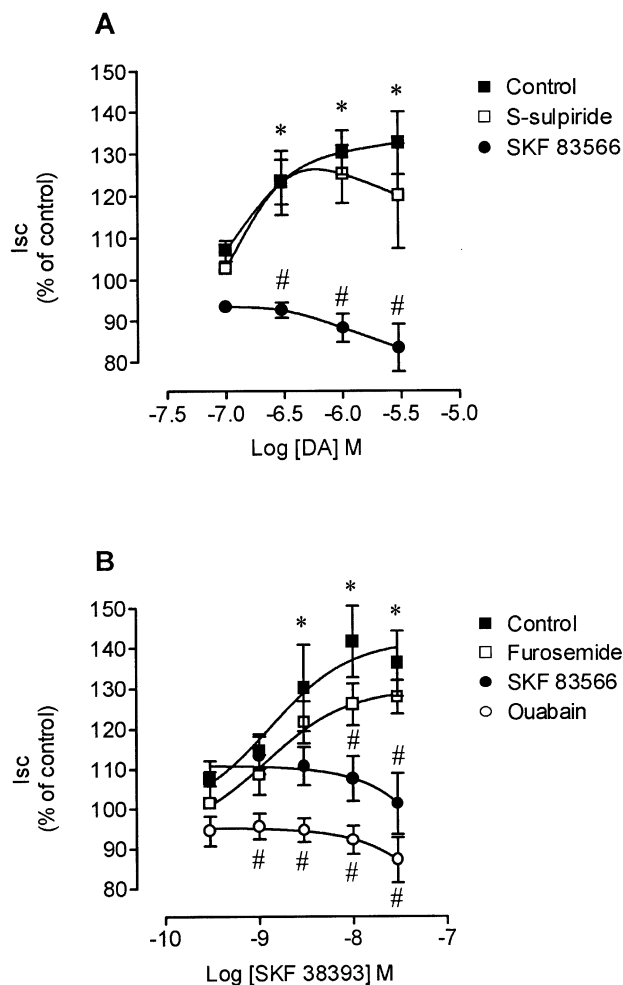 A
150
140
130
120
110
100
90
80
Isc
(% of control)
* * *
# # #
Control
S-sulpiride
SKF 83566
-7.5 -7.0 -6.5 -6.0 -5.5 -5.0
Log [DA] M
B
150
140
130
120
110
100
90
80
Isc
(% of control)
* * *
# #
# # # #
Control
Furosemide
SKF 83566
Ouabain
-10 -9 -8 -7
Log [SKF 38393] M